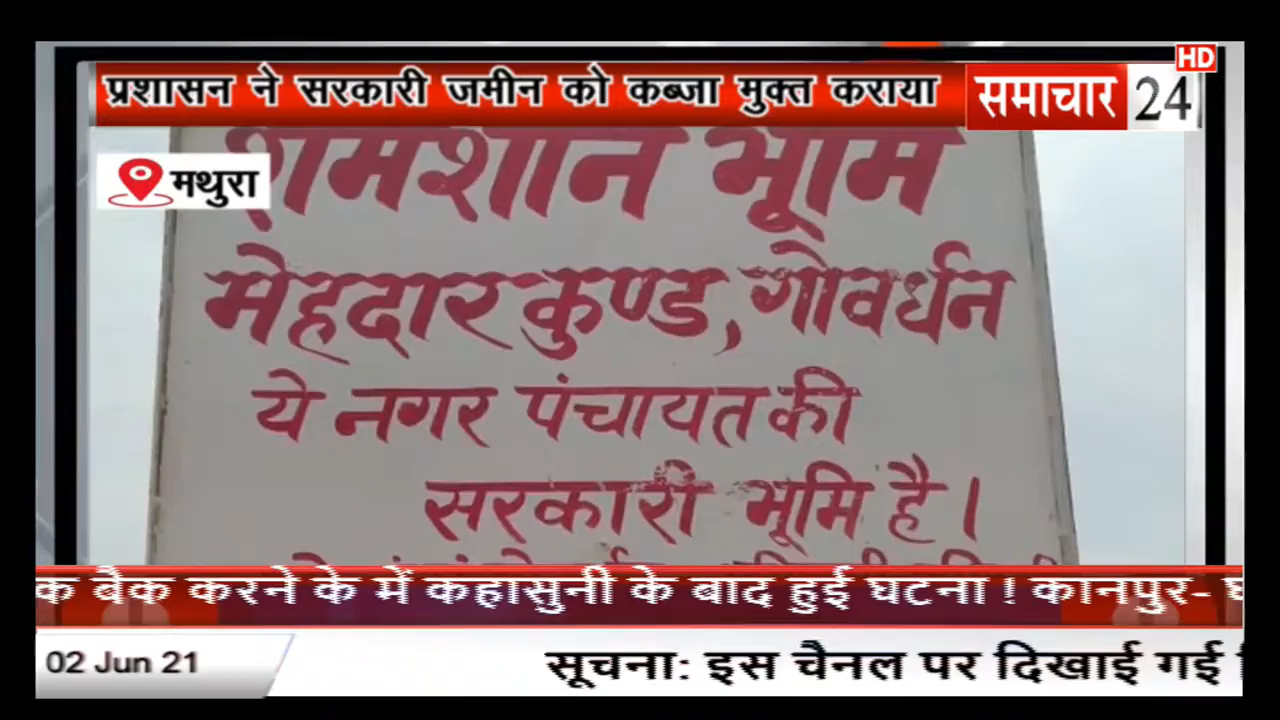 HD
प्रशासन ने सरकारी जमीन को कब्जा मुक्त कराया
समाचार 24
मथुरा
शमशान भूमि
मेहदार कुण्ड, गोवर्धन
ये नगर पंचायत की
सरकारी भूमि है।
क बैक करने के में कहासुनी के बाद हुई घटना ! कानपुर-
02 Jun 21
सूचना: इस चैनल पर दिखाई गई